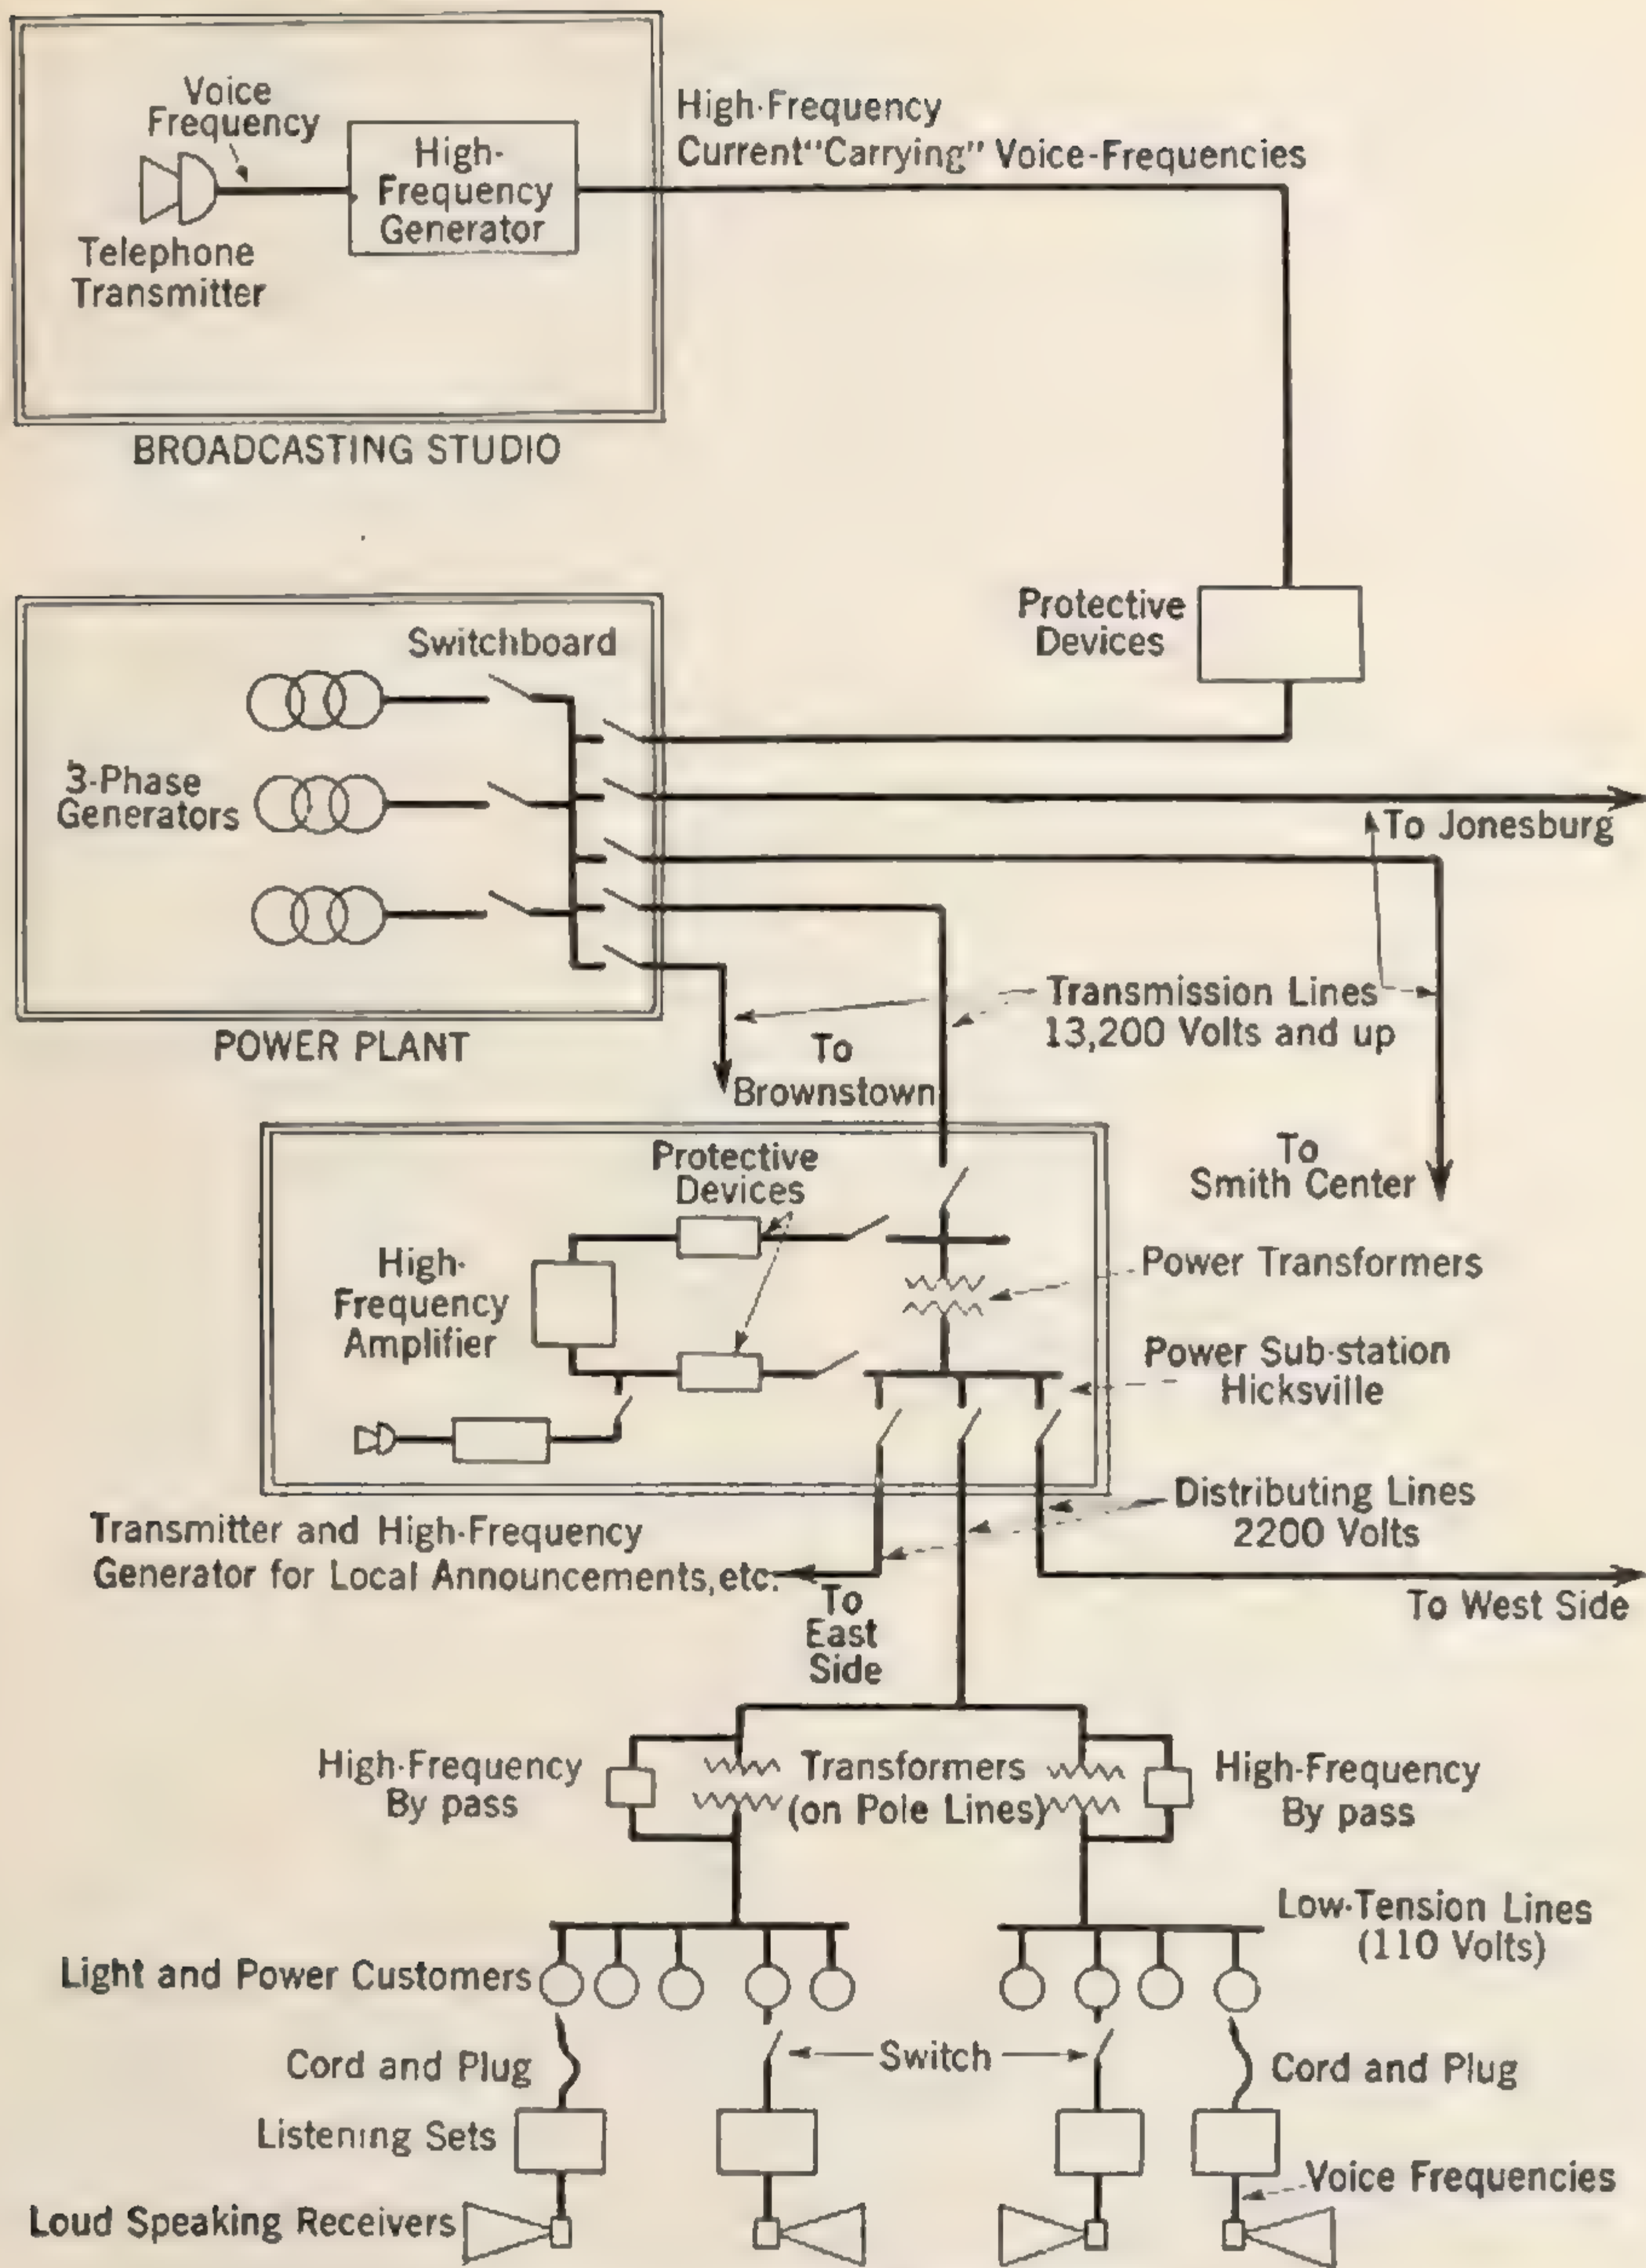 Voice
Frequency
High-
Frequency
Generator
Telephone
Transmitter
High-Frequency
Current "Carrying" Voice-Frequencies
BROADCASTING STUDIO
Protective
Devices
Switchboard
3-Phase
Generators
To Jonesburg
Transmission Lines
13,200 Volts and up
POWER PLANT
To
Brownstown
To
Smith Center
Protective
Devices
High-
Frequency
Amplifier
Power Transformers
Power Sub-station
Hicksville
Distributing Lines
2200 Volts
Transmitter and High-Frequency
Generator for Local Announcements, etc.
To
East
Side
To West Side
High-Frequency
By pass
Transformers
(on Pole Lines)
High-Frequency
By pass
Low-Tension Lines
(110 Volts)
Light and Power Customers
Cord and Plug
Switch
Cord and Plug
Listening Sets
Voice Frequencies
Loud Speaking Receivers